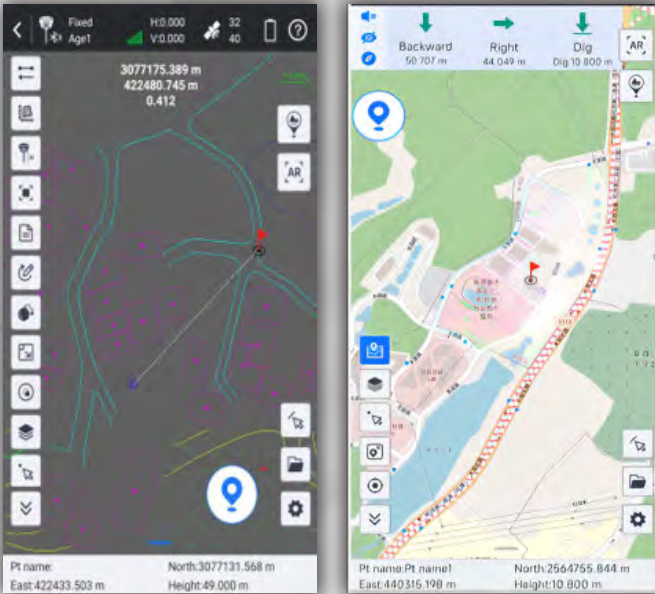 Fixed
Age1
H:0.000
V:0.000
32
40
3077175.389 m
422480.745 m
0.412
AR
Pt name:
North:3077131.568 m
East:422433.503 m
Height:49.000 m
Backward
50.707 m
Right
44.049 m
Dig
Dig:10.800 m
AR
Pt name:Pt name1
North:2564755.844 m
East:440315.198 m
Height:10.800 m